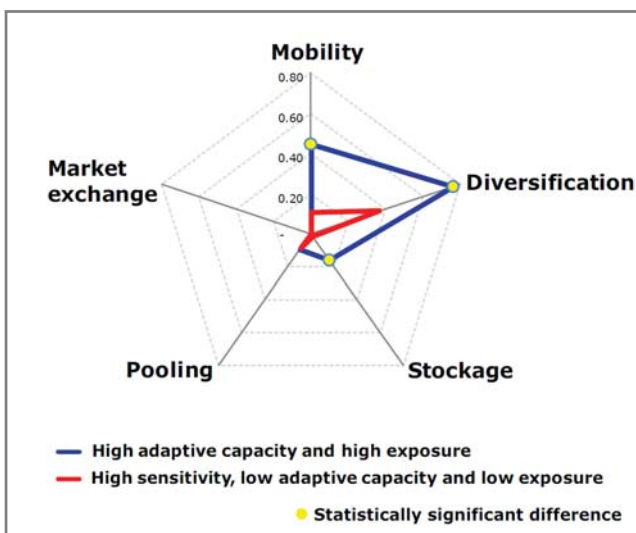 Mobility
0.80
0.60
0.40
0.20
-
Market
exchange
Diversification
Pooling
Stockage
High adaptive capacity and high exposure
High sensitivity, low adaptive capacity and low exposure
Statistically significant difference